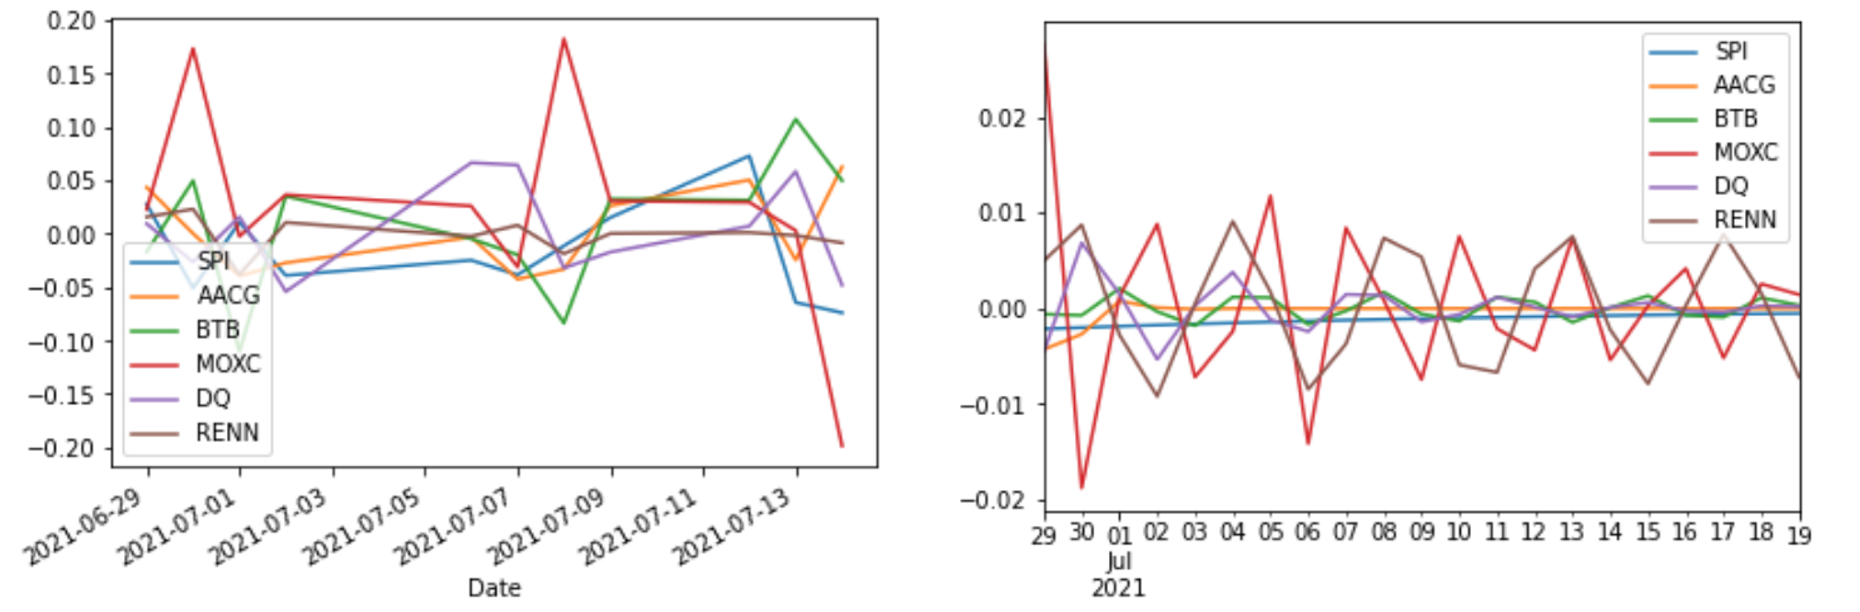 0.20
0.15
0.10
0.05
0.00
−0.05
−0.10
−0.15
−0.20
SPI
AACG
BTB
MOXC
DQ
RENN
2021-06-29
2021-07-01
2021-07-03
2021-07-05
2021-07-07
2021-07-09
2021-07-11
2021-07-13
Date
0.02
0.01
0.00
−0.01
−0.02
SPI
AACG
BTB
MOXC
DQ
RENN
29 30 01 02 03 04 05 06 07 08 09 10 11 12 13 14 15 16 17 18 19
Jul
2021